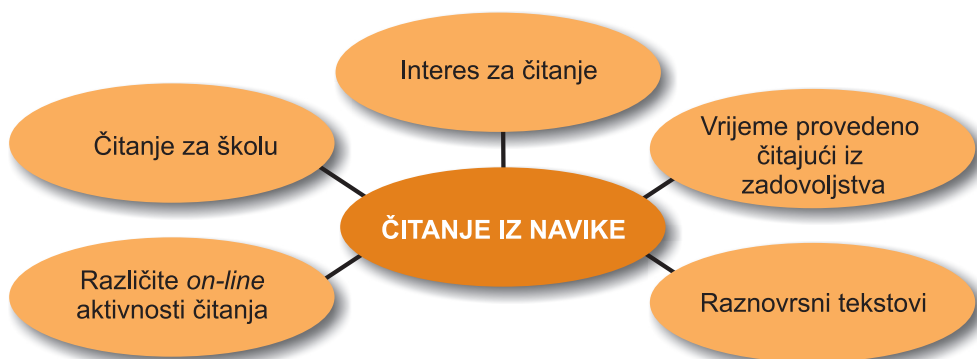 Interes za čitanje
Čitanje za školu
Vrijeme provedeno
čitajući iz
zadovoljstva
ČITANJE IZ NAVIKE
Različite on-line
aktivnosti čitanja
Raznovrsni tekstovi